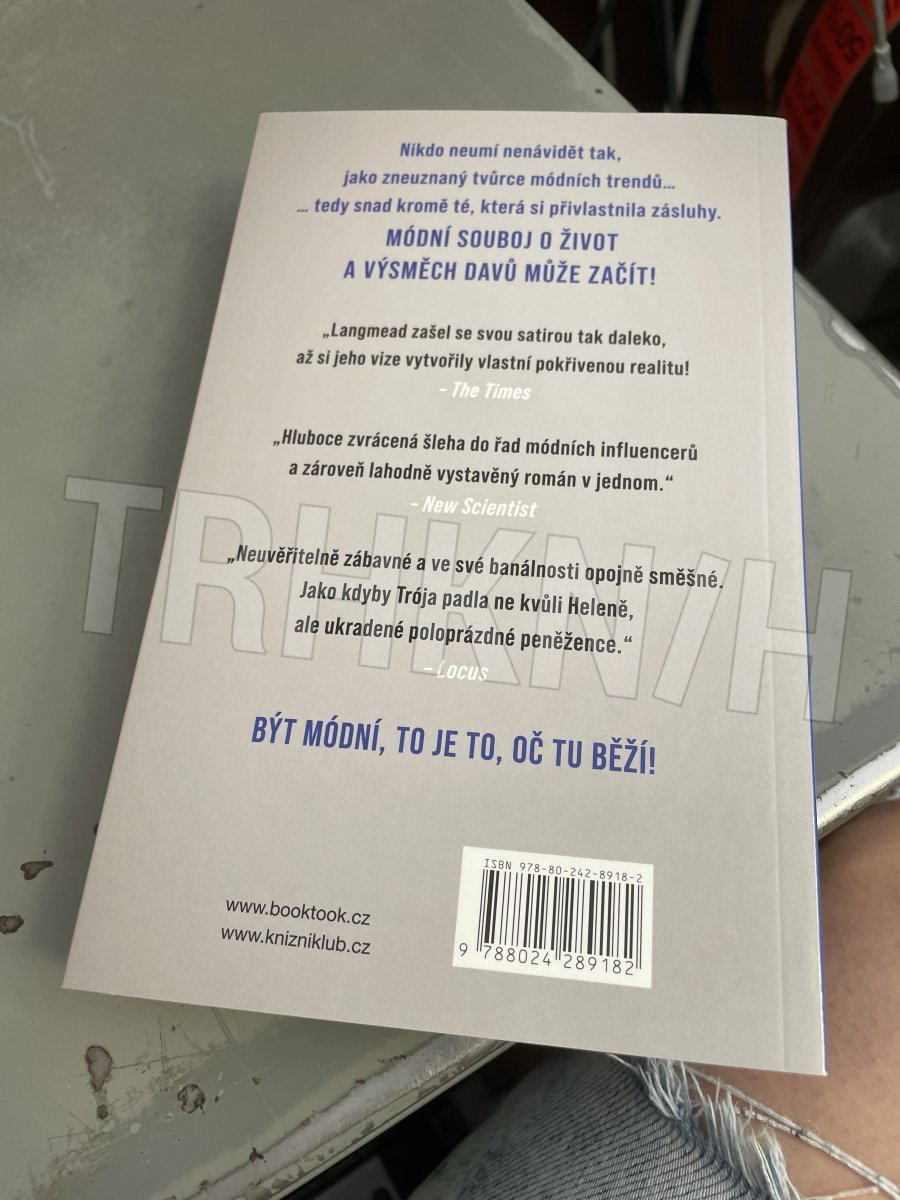 Nikdo neumí nenávidět tak,
jako zneuznaný tvůrce módních trendů...
... tedy snad kromě té, která si přivlastnila zásluhy.
MÓDNÍ SOUBOJ O ŽIVOT
A VÝSMĚCH DAVŮ MŮŽE ZAČÍT!
„Langmead zašel se svou satirou tak daleko,
až si jeho vize vytvořily vlastní pokřivenou realitu!
– The Times
„Hluboce zvrácená šleha do řad módních influencerů
a zároveň lahodně vystavěný román v jednom.“
– New Scientist
„Neuvěřitelně zábavné a ve své banálnosti opojně směšné.
Jako kdyby Trója padla ne kvůli Heleně,
ale ukradené poloprázdné peněžence.“
– Locus
BÝT MÓDNÍ, TO JE TO, OČ TU BĚŽÍ!
www.booktook.cz
www.knizniklub.cz
ISBN 978-80-242-8918-2
9 788024 289182
TRHKNIH